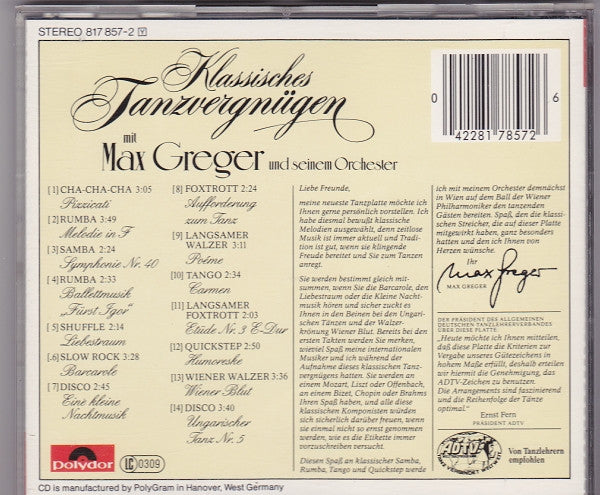 STEREO 817 857-2 Y
Klassisches
Tanzvergnügen
mit
Max Greger und seinem Orchester
0 42281 78572 6
[1] CHA-CHA-CHA 3:05
Pizzicati
[2] RUMBA 3:49
Melodie in F
[3] SAMBA 2:24
Symphonie Nr. 40
[4] RUMBA 2:33
Ballettmusik
„Fürst Igor"
[5] SHUFFLE 2:14
Liebestraum
[6] SLOW ROCK 3:28
Barcarole
[7] DISCO 2:45
Eine kleine
Nachtmusik
[8] FOXTROTT 2:24
Aufforderung
zum Tanz
[9] LANGSAMER
WALZER 3:11
Poème
[10] TANGO 2:34
Carmen
[11] LANGSAMER
FOXTROTT 2:03
Etüde Nr. 3 E-Dur
[12] QUICKSTEP 2:50
Humoreske
[13] WIENER WALZER 3:36
Wiener Blut
[14] DISCO 3:40
Ungarischer
Tanz Nr. 5
Liebe Freunde,
meine neueste Tanzplatte möchte ich
Ihnen gerne persönlich vorstellen. Ich
habe diesmal bewußt klassische
Melodien ausgewählt, denn zeitlose
Musik ist immer aktuell und Tradi-
tion ist gut, wenn sie klingende
Freude bereitet und Sie zum Tanzen
anregt.
Sie werden bestimmt gleich mit-
summen, wenn Sie die Barcarole, den
Liebestraum oder die Kleine Nacht-
musik hören und sicher zuckt es
Ihnen in den Beinen bei den Ungari-
schen Tänzen und der Walzer-
krönung Wiener Blut. Bereits bei den
ersten Takten werden Sie merken,
wieviel Spaß meine internationalen
Musiker und ich während der
Aufnahme dieses klassischen Tanz-
vergnügens hatten. Sie werden an
einem Mozart, Liszt oder Offenbach,
an einem Bizet, Chopin oder Brahms
Ihren Spaß haben, und alle diese
klassischen Komponisten würden
sich sicherlich darüber freuen, wenn
sie einmal nicht so ernst genommen
werden, wie es die Etikette immer
vorzuschreiben versucht.
Diesen Spaß an klassischer Samba,
Rumba, Tango und Quickstep werde
ich mit meinem Orchester demnächst
in Wien auf dem Ball der Wiener
Philharmoniker den tanzenden
Gästen bereiten. Spaß, den die klassi-
schen Streicher, die auf dieser Platte
mitgewirkt haben, ganz besonders
hatten und den ich Ihnen von
Herzen wünsche.
Ihr
Max Greger
MAX GREGER
DER PRÄSIDENT DES ALLGEMEINEN
DEUTSCHEN TANZLEHRERVERBANDES
ÜBER DIESE PLATTE.
"Heute möchte ich Ihnen mitteilen,
daß diese Platte die Kriterien zur
Vergabe unseres Gütezeichens in
hohem Maße erfüllt, deshalb erteilen
wir hiermit die Genehmigung, das
ADTV-Zeichen zu benutzen.
Die Arrangements sind faszinierend
und die Reihenfolge der Tänze
optimal."
Ernst Fern
PRÄSIDENT ADTV
ADTV
Von Tanzlehrern
empfohlen
polydor
LC 0309
CD is manufactured by PolyGram in Hanover, West Germany